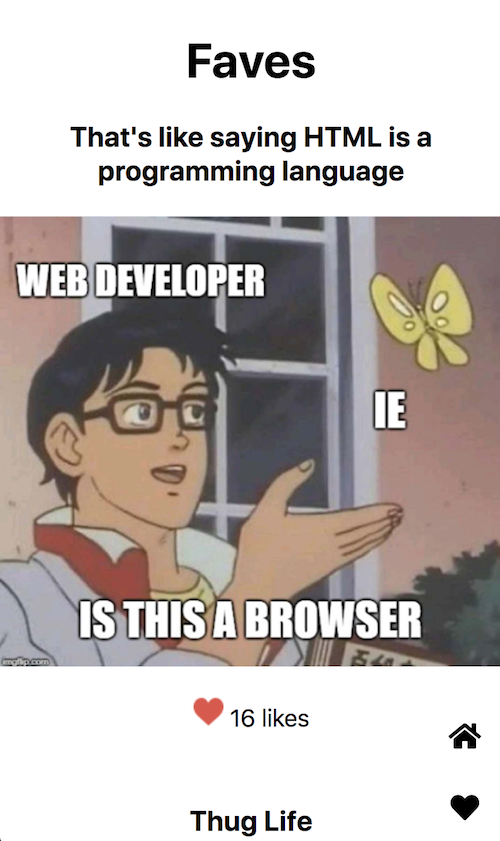 Faves
That's like saying HTML is a
programming language
WEB DEVELOPER
IE
IS THIS A BROWSER
imgflip.com
16 likes
Thug Life